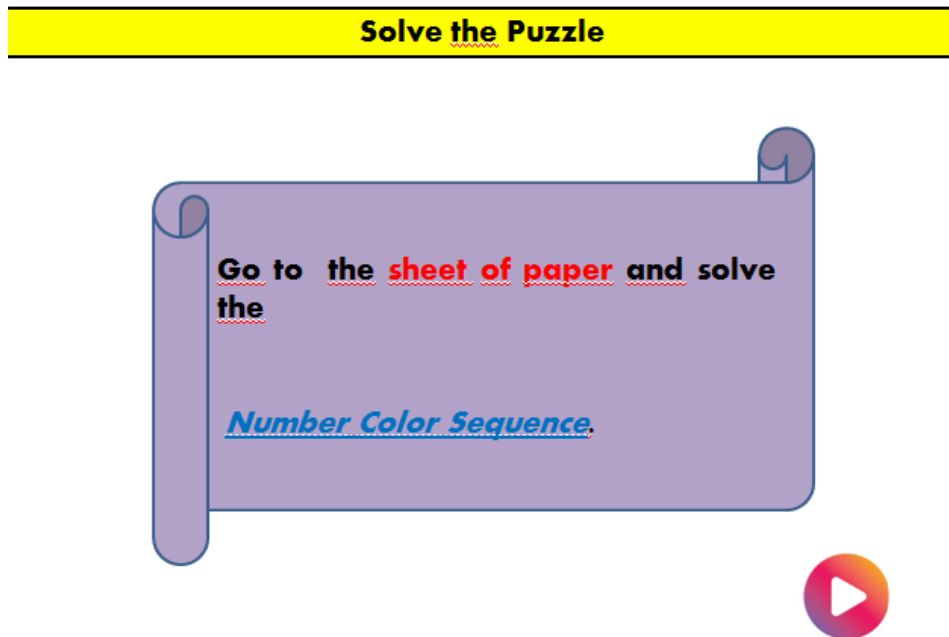 Solve the Puzzle
Go to the sheet of paper and solve
the
Number Color Sequence.